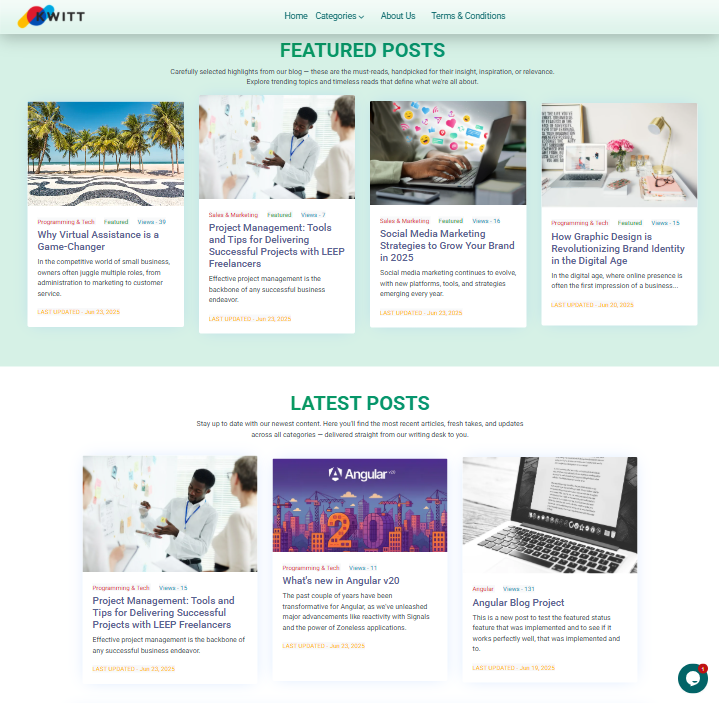 KWITT
Home Categories About Us Terms & Conditions
FEATURED POSTS
Carefully selected highlights from our blog — these are the must-reads, handpicked for their insight, inspiration, or relevance.
Explore trending topics and timeless reads that define what we're all about.
Programming & Tech Featured Views - 39
Why Virtual Assistance is a
Game-Changer
In the competitive world of small business,
owners often juggle multiple roles, from
administration to marketing to customer
service.
LAST UPDATED - Jun 23, 2025
Sales & Marketing Featured Views - 7
Project Management: Tools
and Tips for Delivering
Successful Projects with LEEP
Freelancers
Effective project management is the
backbone of any successful business
endeavor.
LAST UPDATED - Jun 23, 2025
Sales & Marketing Featured Views - 16
Social Media Marketing
Strategies to Grow Your Brand
in 2025
Social media marketing continues to evolve,
with new platforms, tools, and strategies
emerging every year.
LAST UPDATED - Jun 23, 2025
Programming & Tech Featured Views - 15
How Graphic Design is
Revolutionizing Brand Identity
in the Digital Age
In the digital age, where online presence is
often the first impression of a business...
LAST UPDATED - Jun 20, 2025
LATEST POSTS
Stay up to date with our newest content. Here you'll find the most recent articles, fresh takes, and updates
across all categories — delivered straight from our writing desk to you.
Programming & Tech Views - 15
Project Management: Tools and
Tips for Delivering Successful
Projects with LEEP Freelancers
Effective project management is the backbone of
any successful business endeavor.
LAST UPDATED - Jun 23, 2025
Angular v20
20
Programming & Tech Views - 11
What's new in Angular v20
The past couple of years have been
transformative for Angular, as we've unleashed
major advancements like reactivity with Signals
and the power of Zoneless applications.
LAST UPDATED - Jun 23, 2025
Angular Views - 131
Angular Blog Project
This is a new post to test the featured status
feature that was implemented and to see if it
works perfectly well, that was implemented and
to.
LAST UPDATED - Jun 19, 2025
1